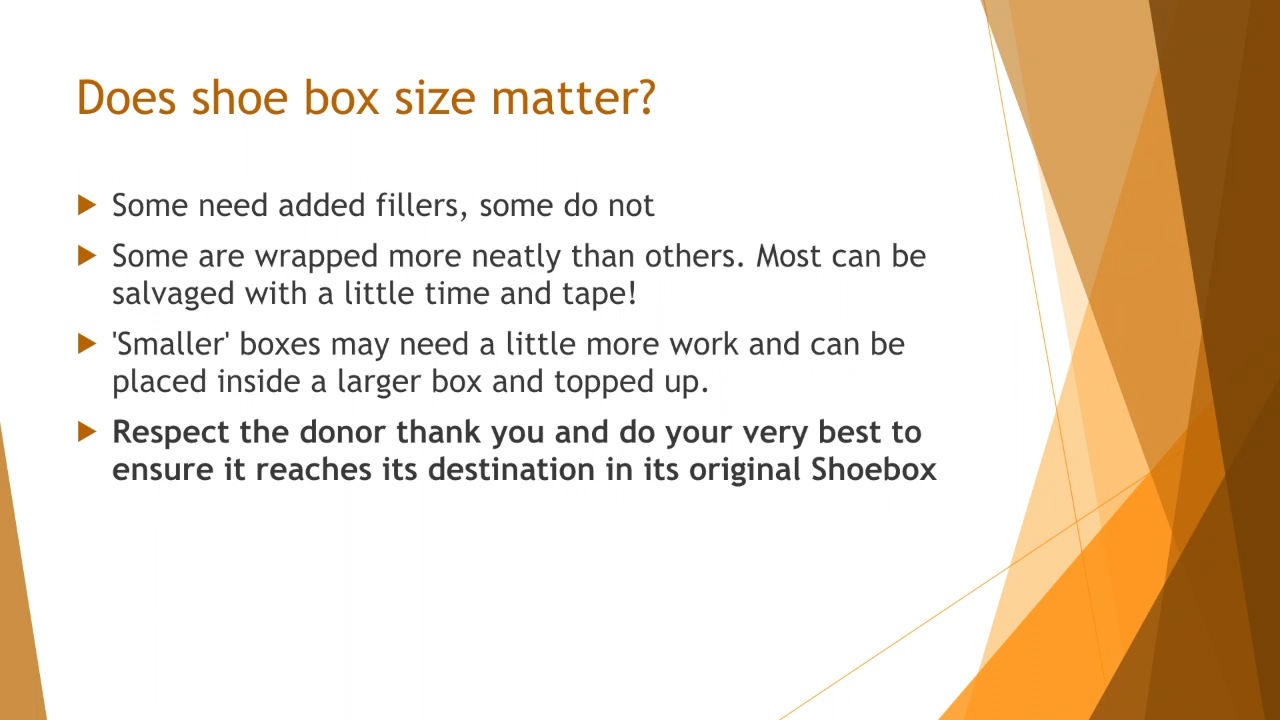 Does shoe box size matter?
Some need added fillers, some do not
Some are wrapped more neatly than others. Most can be
salvaged with a little time and tape!
'Smaller' boxes may need a little more work and can be
placed inside a larger box and topped up.
Respect the donor thank you and do your very best to
ensure it reaches its destination in its original Shoebox